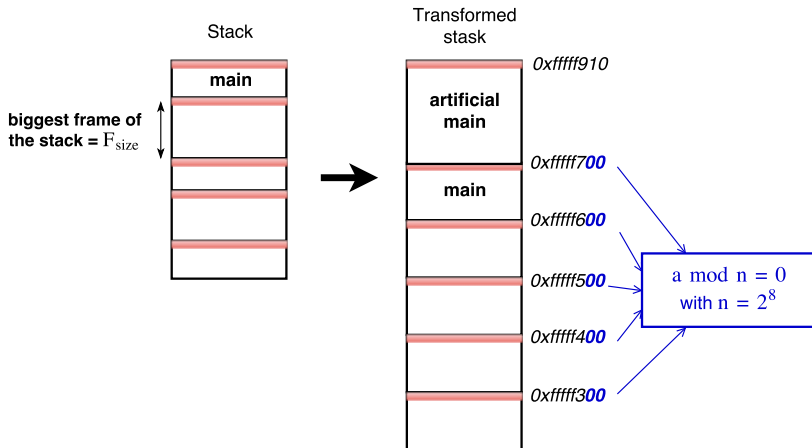 Stack
Transformed
stask
main
biggest frame of
the stack = Fsize
artificial
main
main
0xfffff910
0xfffff700
0xfffff600
0xfffff500
0xfffff400
0xfffff300
a mod n = 0
with n = 2^8